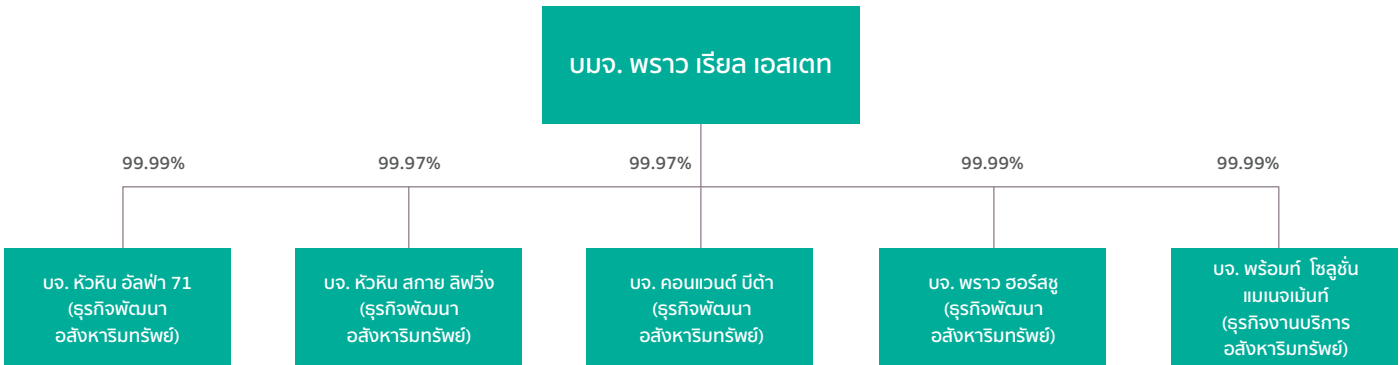 บมจ. พราว เรียล เอสเตท
99.99%
99.97%
99.97%
99.99%
99.99%
บจ. หัวหิน อัลฟ่า 71
(ธุรกิจพัฒนา
อสังหาริมทรัพย์)
บจ. หัวหิน สกาย ลิฟวิ่ง
(ธุรกิจพัฒนา
อสังหาริมทรัพย์)
บจ. คอนแวนต์ บีต้า
(ธุรกิจพัฒนา
อสังหาริมทรัพย์)
บจ. พราว ฮอร์สชู
(ธุรกิจพัฒนา
อสังหาริมทรัพย์)
บจ. พร้อมท์ โซลูชั่น
แมเนจเม้นท์
(ธุรกิจงานบริการ
อสังหาริมทรัพย์)